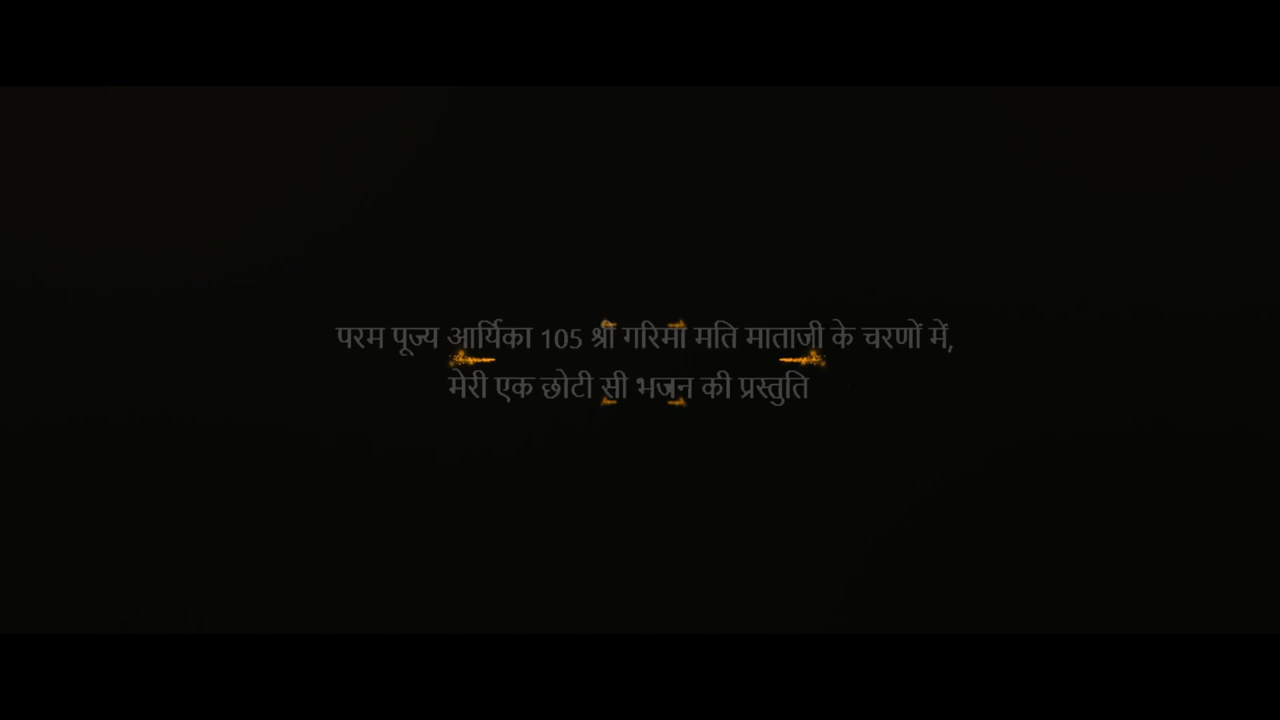 परम पूज्य आर्यिका 105 श्री गरिमा मति माताजी के चरणों में,
मेरी एक छोटी सी भजन की प्रस्तुति